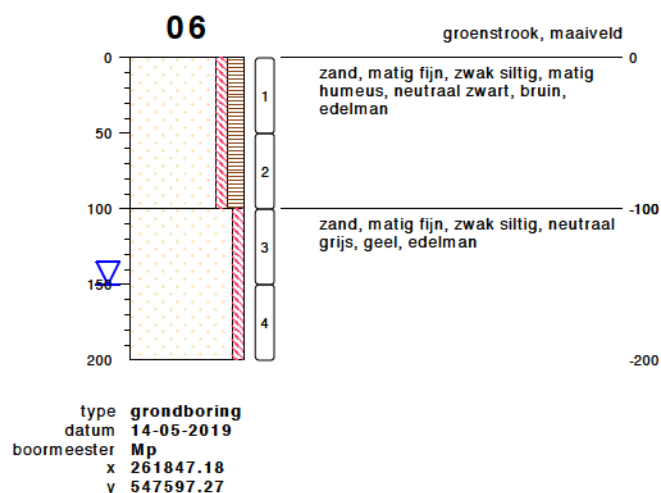 06
groenstrook, maaiveld
0
0
zand, matig fijn, zwak siltig, matig
humeus, neutraal zwart, bruin,
edelman
1
50
2
100
-100
zand, matig fijn, zwak siltig, neutraal
grijs, geel, edelman
3
150
4
200
-200
type grondboring
datum 14-05-2019
boormeester Mp
x 261847.18
y 547597.27